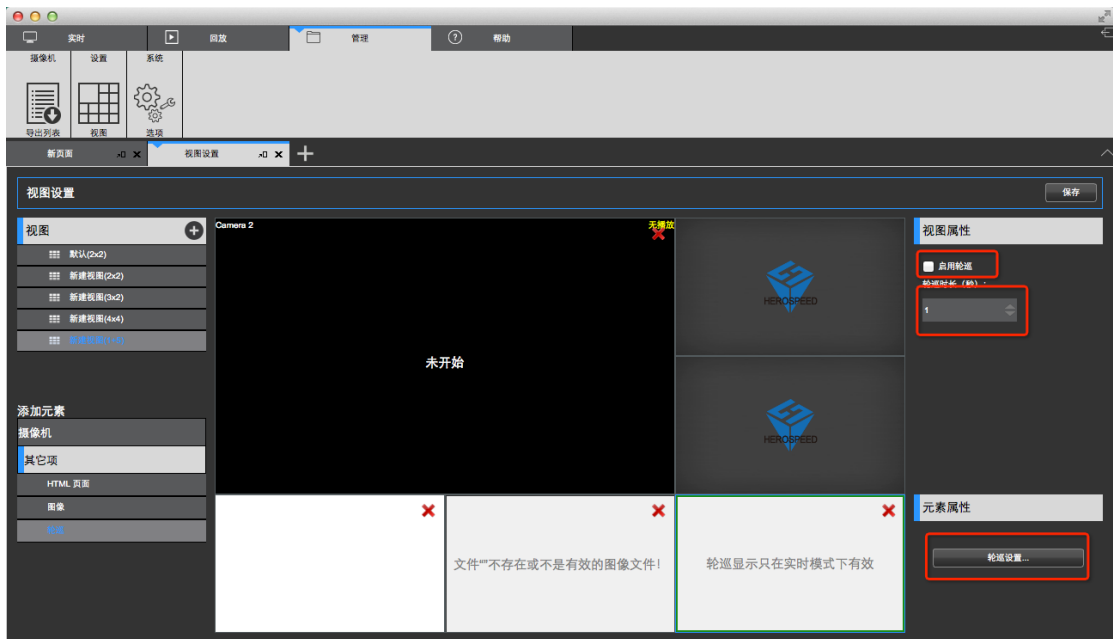 实时
回放
管理
帮助
摄像机
设置
系统
导出列表
视图
选项
新页面
视图设置
视图设置
保存
视图
默认(2x2)
新建视图(2x2)
新建视图(3x2)
新建视图(4x4)
添加元素
摄像机
其它项
HTML 页面
图像
Camera 2
无播放
未开始
HEROSPEED
HEROSPEED
文件“”不存在或不是有效的图像文件!
轮巡显示只在实时模式下有效
视图属性
启用轮巡
轮巡时长（秒）:
1
元素属性
轮巡设置...